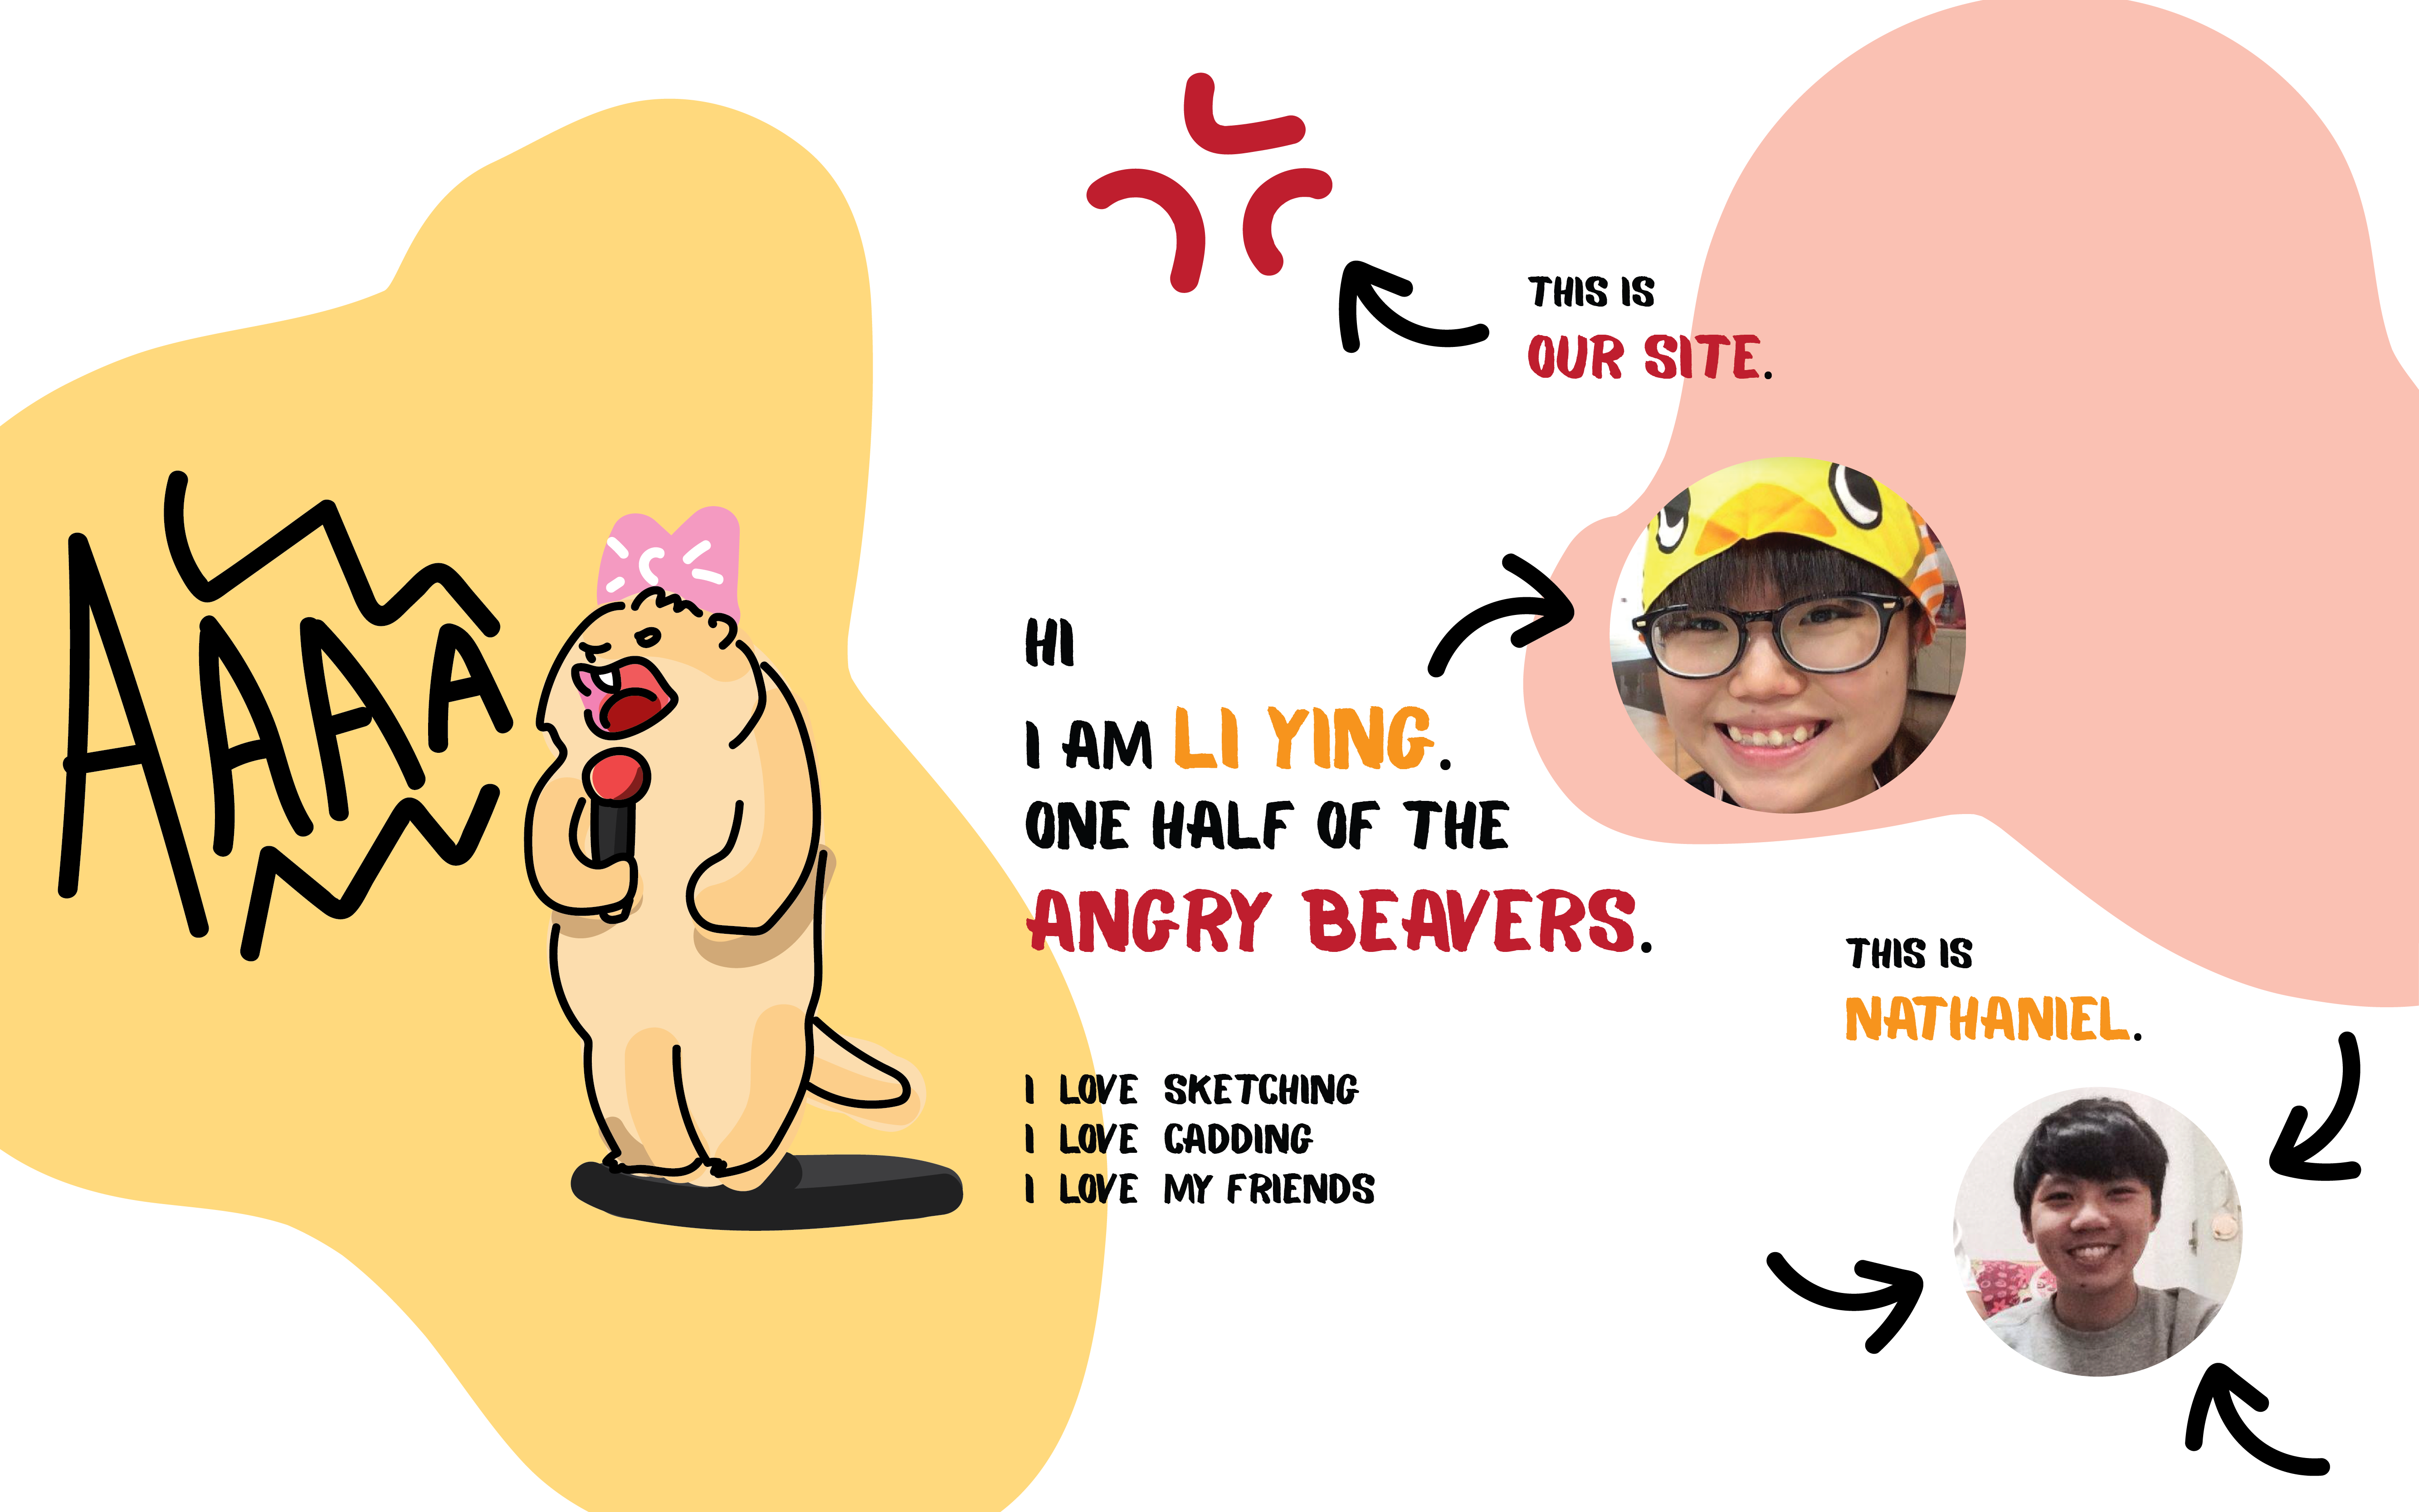 AAAA
THIS IS
OUR SITE.
HI
I AM LI YING.
ONE HALF OF THE
ANGRY BEAVERS.
THIS IS
NATHANIEL.
I LOVE SKETCHING
I LOVE CADDING
I LOVE MY FRIENDS